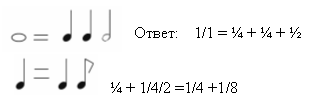 Ответ: 1/1 = ¼ + ¼ + ½
¼ + 1/4/2 =1/4 +1/8